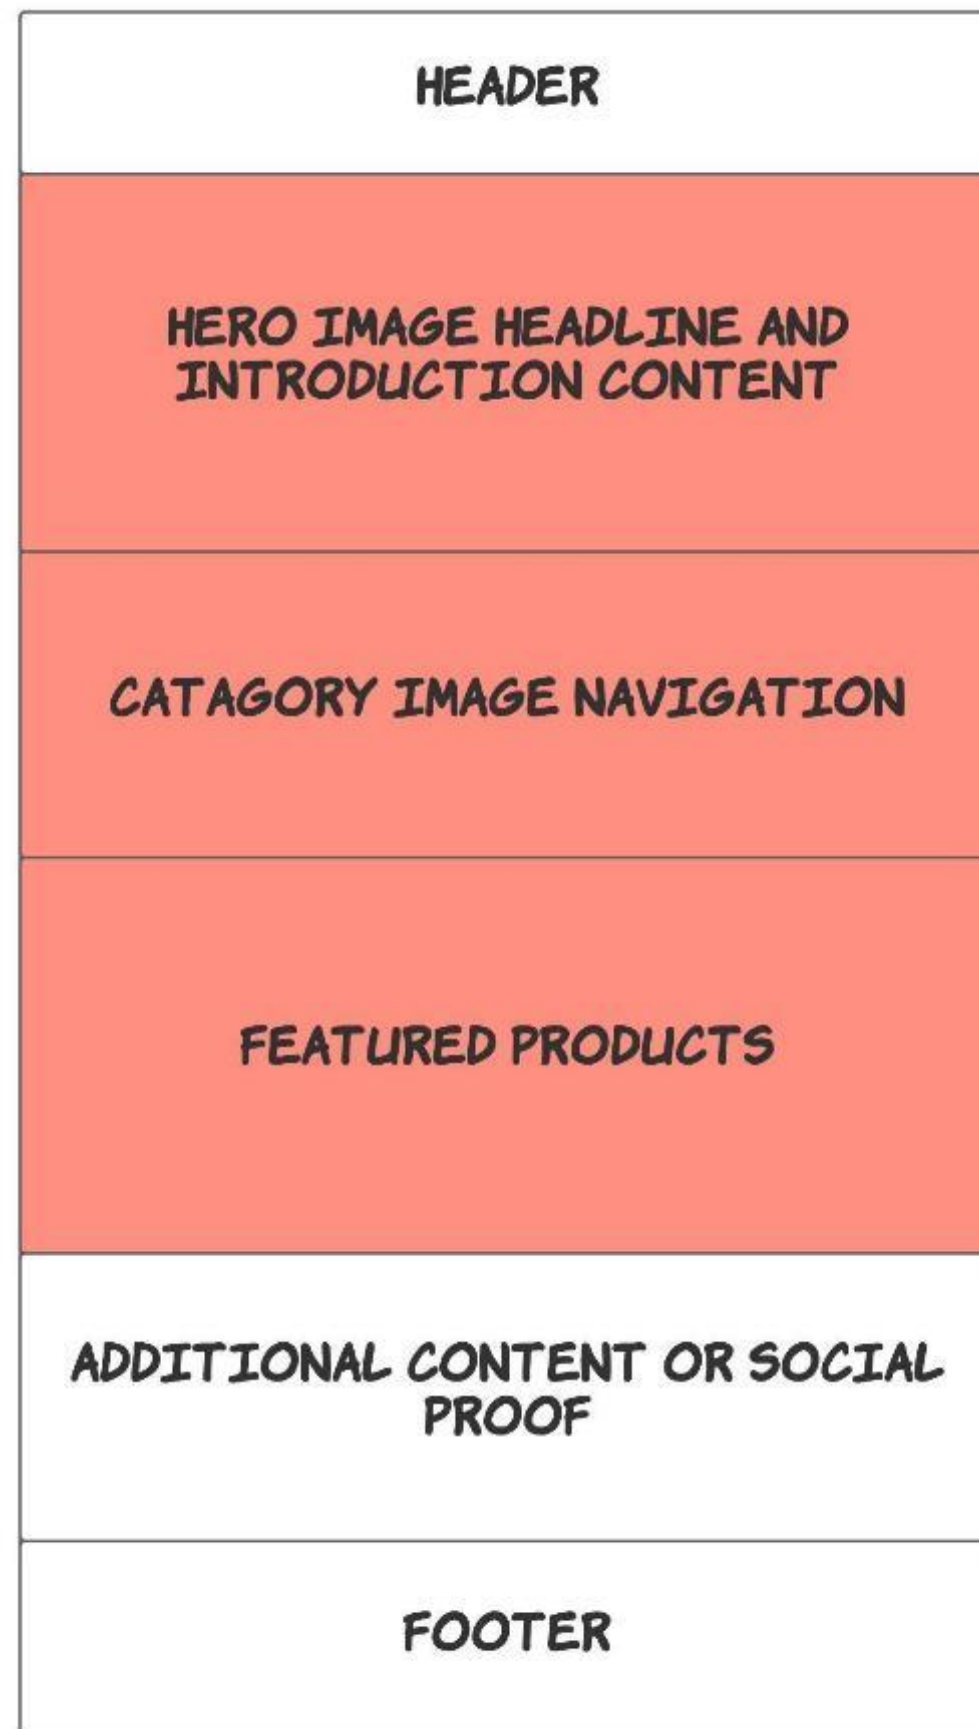 HEADER
HERO IMAGE HEADLINE AND
INTRODUCTION CONTENT
CATAGORY IMAGE NAVIGATION
FEATURED PRODUCTS
ADDITIONAL CONTENT OR SOCIAL
PROOF
FOOTER